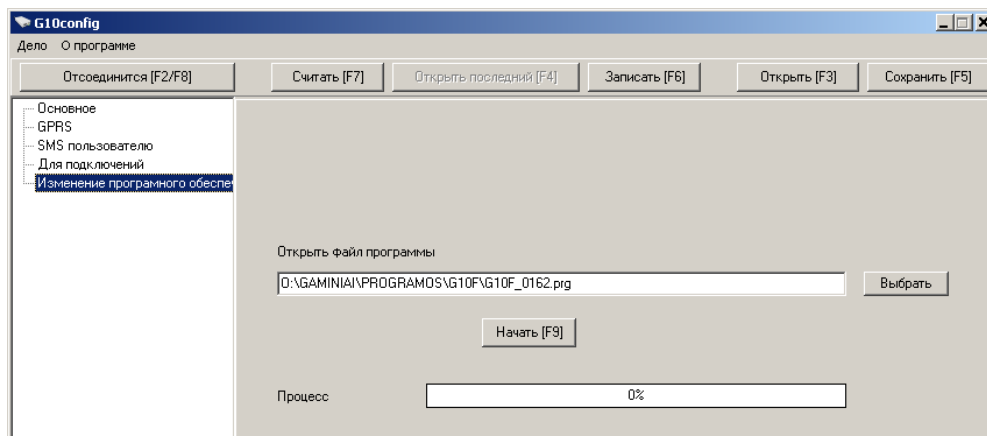 G10config
Дело О программе
Отсоединится [F2/F8] Считать [F7] Открыть последний [F4] Записать [F6] Открыть [F3] Сохранить [F5]
Основное
GPRS
SMS пользователю
Для подключений
Изменение програмного обеспе
Открыть файл программы
O:\GAMINIAI\PROGRAMOS\G10F\G10F_0162.prg Выбрать
Начать [F9]
Процесс 0%